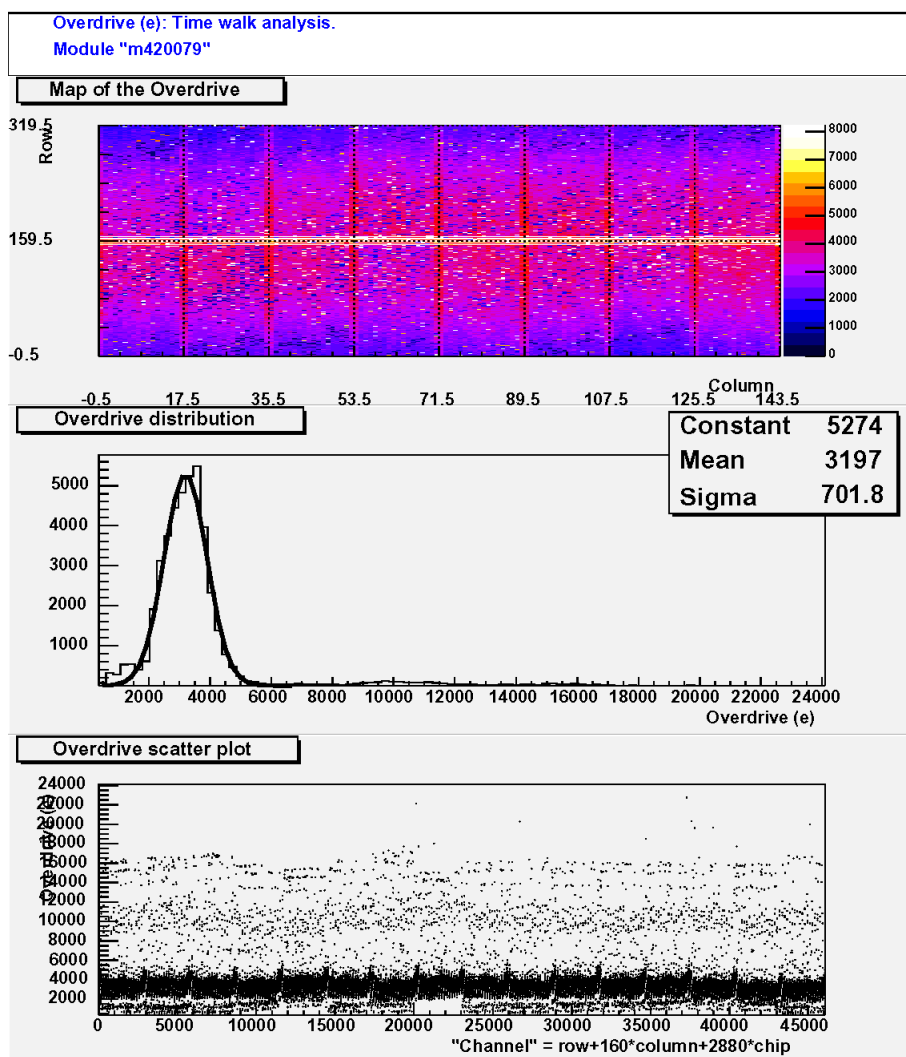 Overdrive (e): Time walk analysis.
Module "m420079"
Map of the Overdrive
Row
319.5
159.5
-0.5
8000
7000
6000
5000
4000
3000
2000
1000
0
-0.5 17.5 35.5 53.5 71.5 89.5 107.5 125.5 143.5
Column
Overdrive distribution
Constant 5274
Mean 3197
Sigma 701.8
5000
4000
3000
2000
1000
2000 4000 6000 8000 10000 12000 14000 16000 18000 20000 22000 24000
Overdrive (e)
Overdrive scatter plot
Overdrive (e)
24000
22000
20000
18000
16000
14000
12000
10000
8000
6000
4000
2000
0 5000 10000 15000 20000 25000 30000 35000 40000 45000
"Channel" = row+160*column+2880*chip